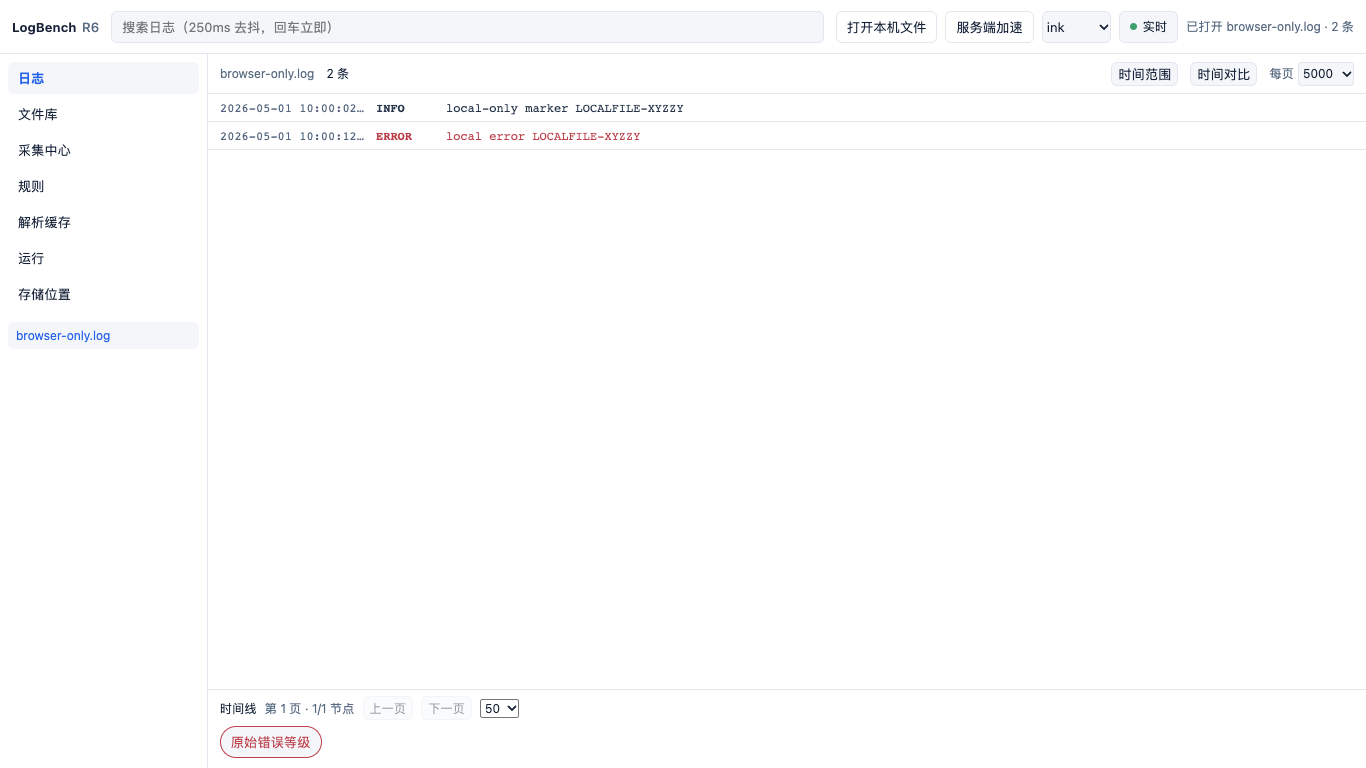 LogBench R6
搜索日志（250ms 去抖，回车立即）
打开本机文件
服务端加速
ink
实时
已打开 browser-only.log · 2 条
日志
文件库
采集中心
规则
解析缓存
运行
存储位置
browser-only.log
browser-only.log 2 条
时间范围
时间对比
每页 5000
2026-05-01 10:00:02… INFO local-only marker LOCALFILE-XYZZY
2026-05-01 10:00:12… ERROR local error LOCALFILE-XYZZY
时间线 第 1 页 · 1/1 节点 上一页 下一页 50
原始错误等级